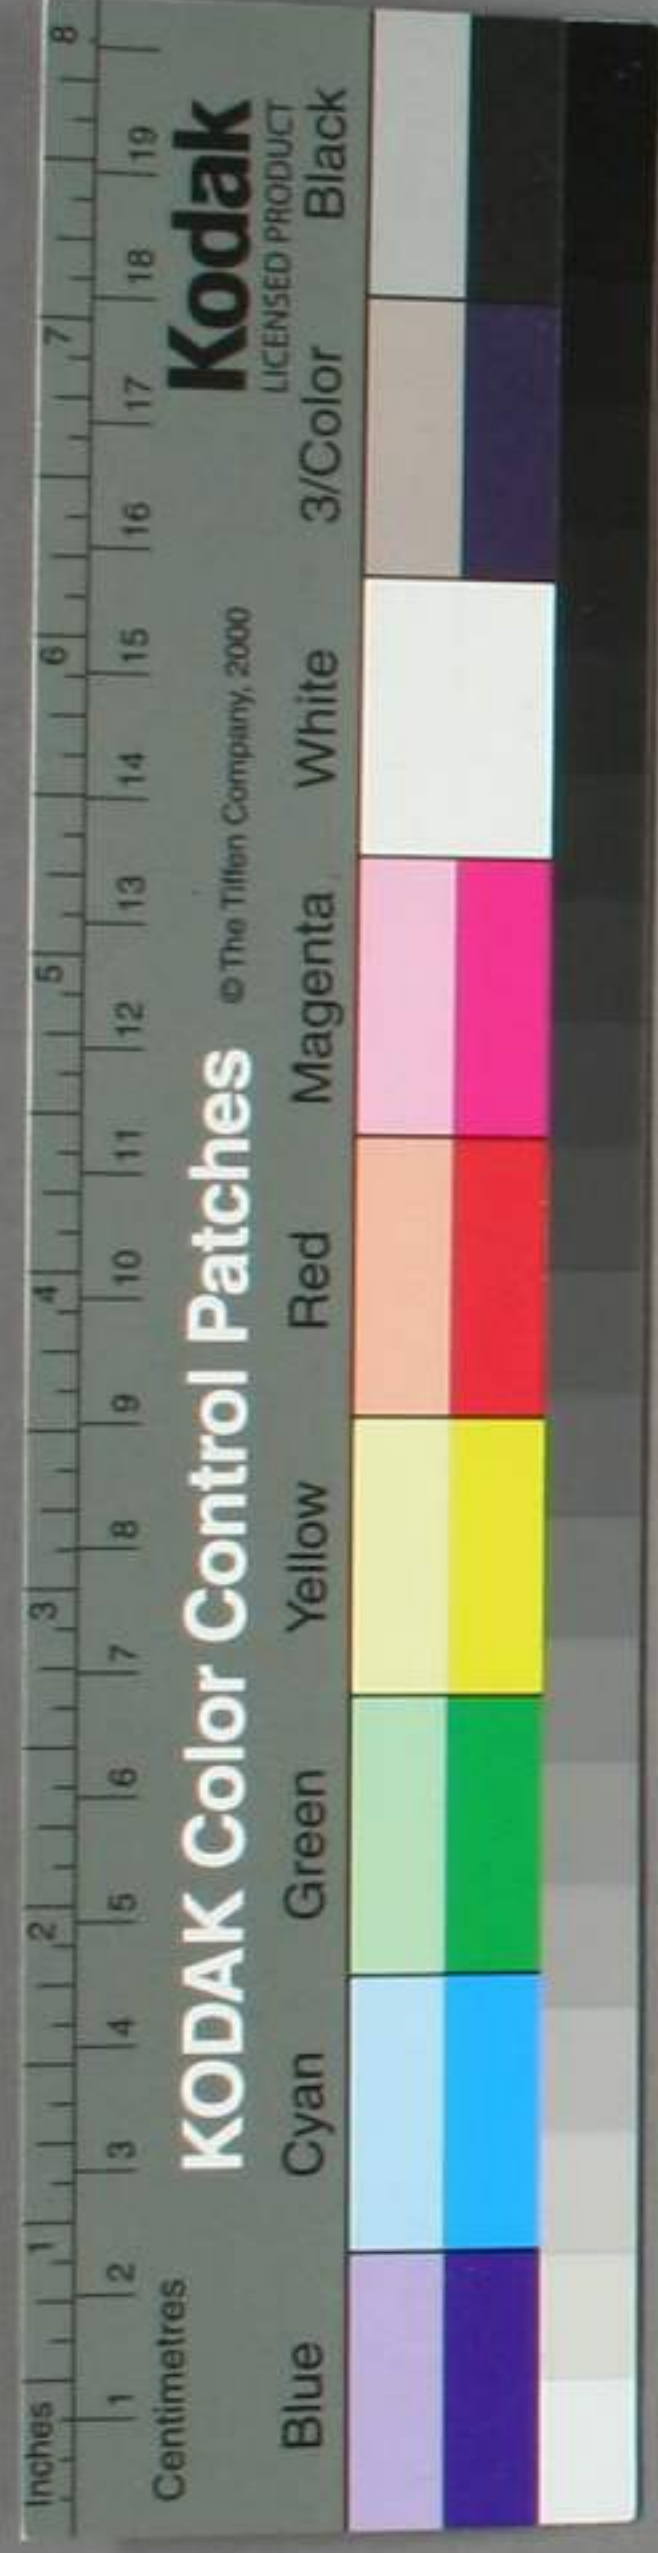 Inches 1 2 3 4 5 6 7 8
1 2 3 4 5 6 7 8 9 10 11 12 13 14 15 16 17 18 19
Centimetres
KODAK Color Control Patches
© The Tiffen Company, 2000
Kodak
LICENSED PRODUCT
Blue Cyan Green Yellow Red Magenta White 3/Color Black